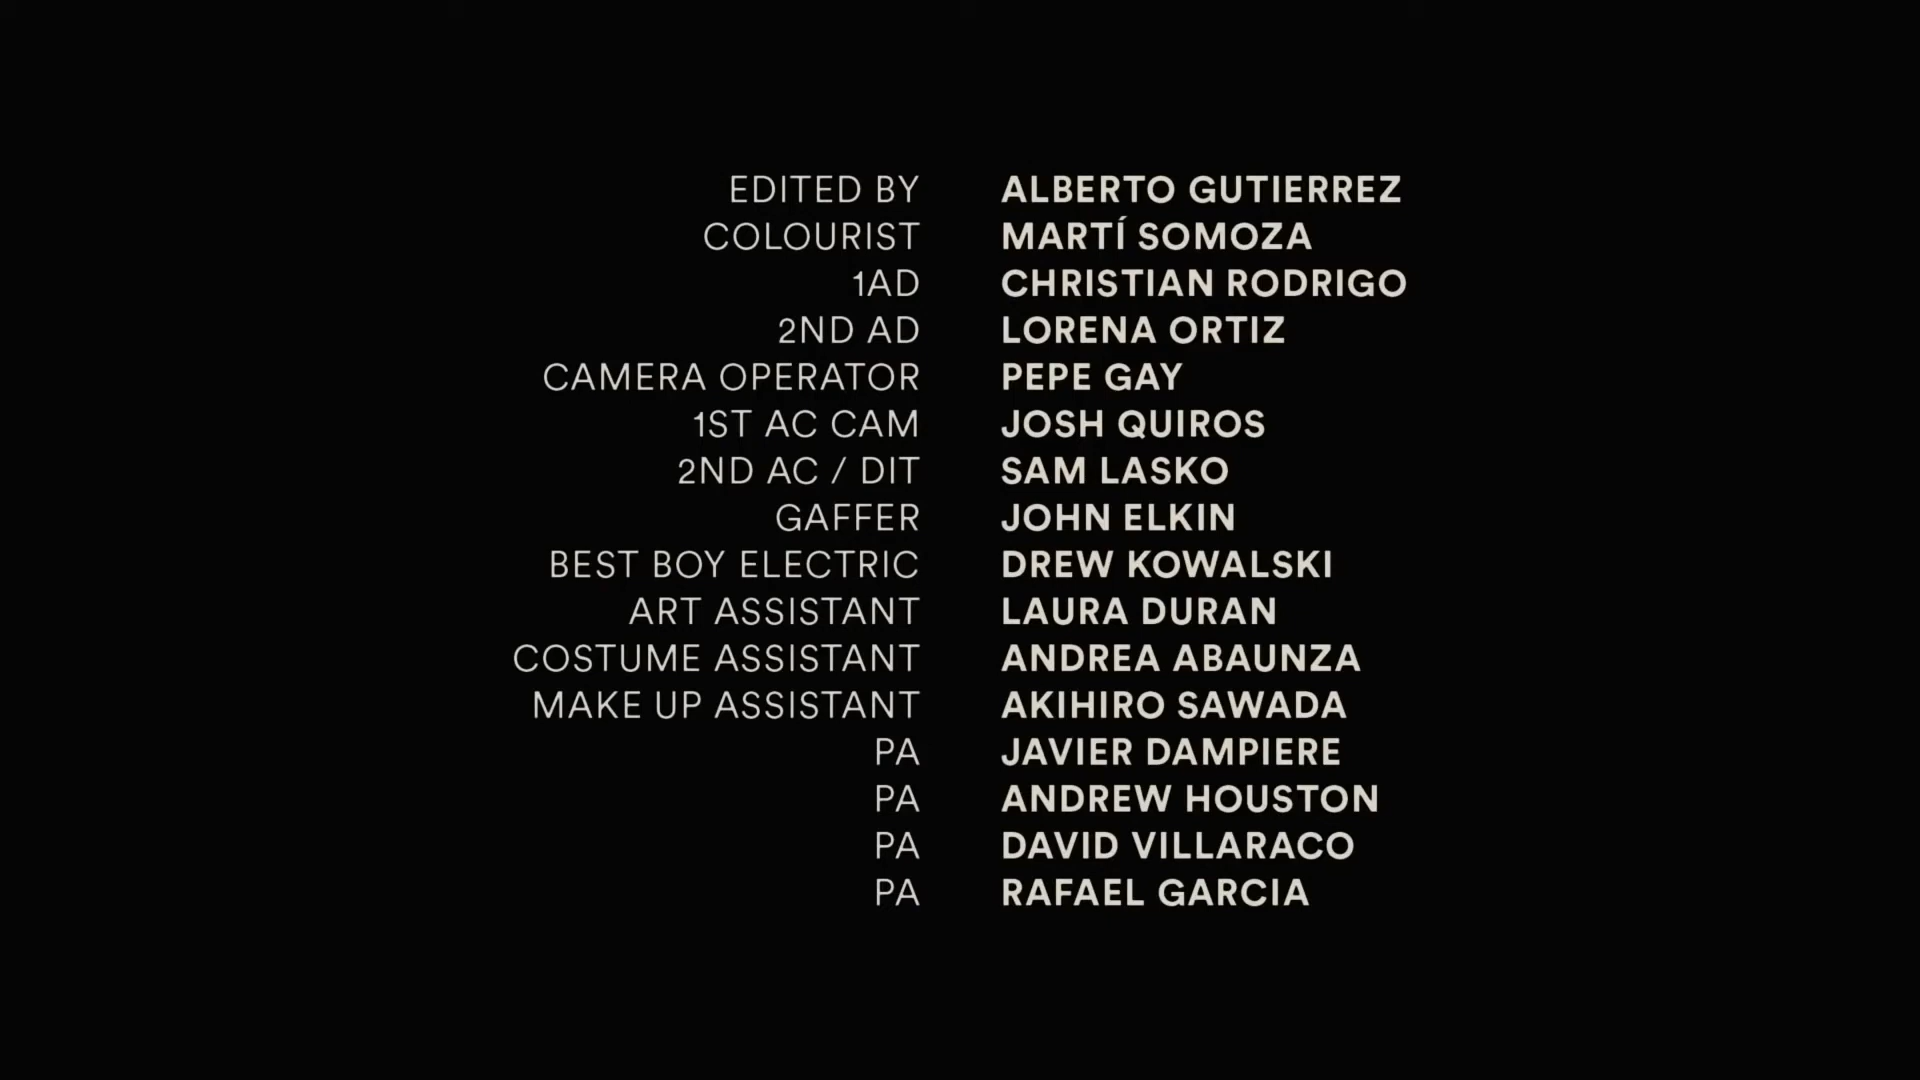 EDITED BY ALBERTO GUTIERREZ
COLOURIST MARTÍ SOMOZA
1AD CHRISTIAN RODRIGO
2ND AD LORENA ORTIZ
CAMERA OPERATOR PEPE GAY
1ST AC CAM JOSH QUIROS
2ND AC / DIT SAM LASKO
GAFFER JOHN ELKIN
BEST BOY ELECTRIC DREW KOWALSKI
ART ASSISTANT LAURA DURAN
COSTUME ASSISTANT ANDREA ABAUNZA
MAKE UP ASSISTANT AKIHIRO SAWADA
PA JAVIER DAMPIERE
PA ANDREW HOUSTON
PA DAVID VILLARACO
PA RAFAEL GARCIA